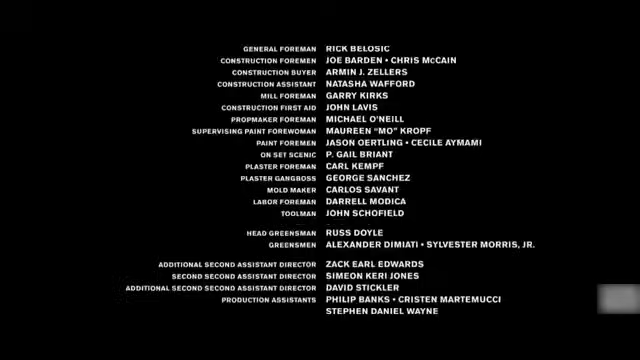 GENERAL FOREMAN RICK BELOSIC
CONSTRUCTION FOREMEN JOE BARDEN • CHRIS McCAIN
CONSTRUCTION BUYER ARMIN J. ZELLERS
CONSTRUCTION ASSISTANT NATASHA WAFFORD
MILL FOREMAN GARRY KIRKS
CONSTRUCTION FIRST AID JOHN LAVIS
PROPMAKER FOREMAN MICHAEL O'NEILL
SUPERVISING PAINT FOREWOMAN MAUREEN "MO" KROPF
PAINT FOREMEN JASON OERTLING • CECILE AYMAMI
ON SET SCENIC P. GAIL BRIANT
PLASTER FOREMAN CARL KEMPF
PLASTER GANGBOSS GEORGE SANCHEZ
MOLD MAKER CARLOS SAVANT
LABOR FOREMAN DARRELL MODICA
TOOLMAN JOHN SCHOFIELD
HEAD GREENSMAN RUSS DOYLE
GREENSMEN ALEXANDER DIMIATI • SYLVESTER MORRIS, JR.
ADDITIONAL SECOND ASSISTANT DIRECTOR ZACK EARL EDWARDS
SECOND SECOND ASSISTANT DIRECTOR SIMEON KERI JONES
ADDITIONAL SECOND SECOND ASSISTANT DIRECTOR DAVID STICKLER
PRODUCTION ASSISTANTS PHILIP BANKS • CRISTEN MARTEMUCCI
STEPHEN DANIEL WAYNE